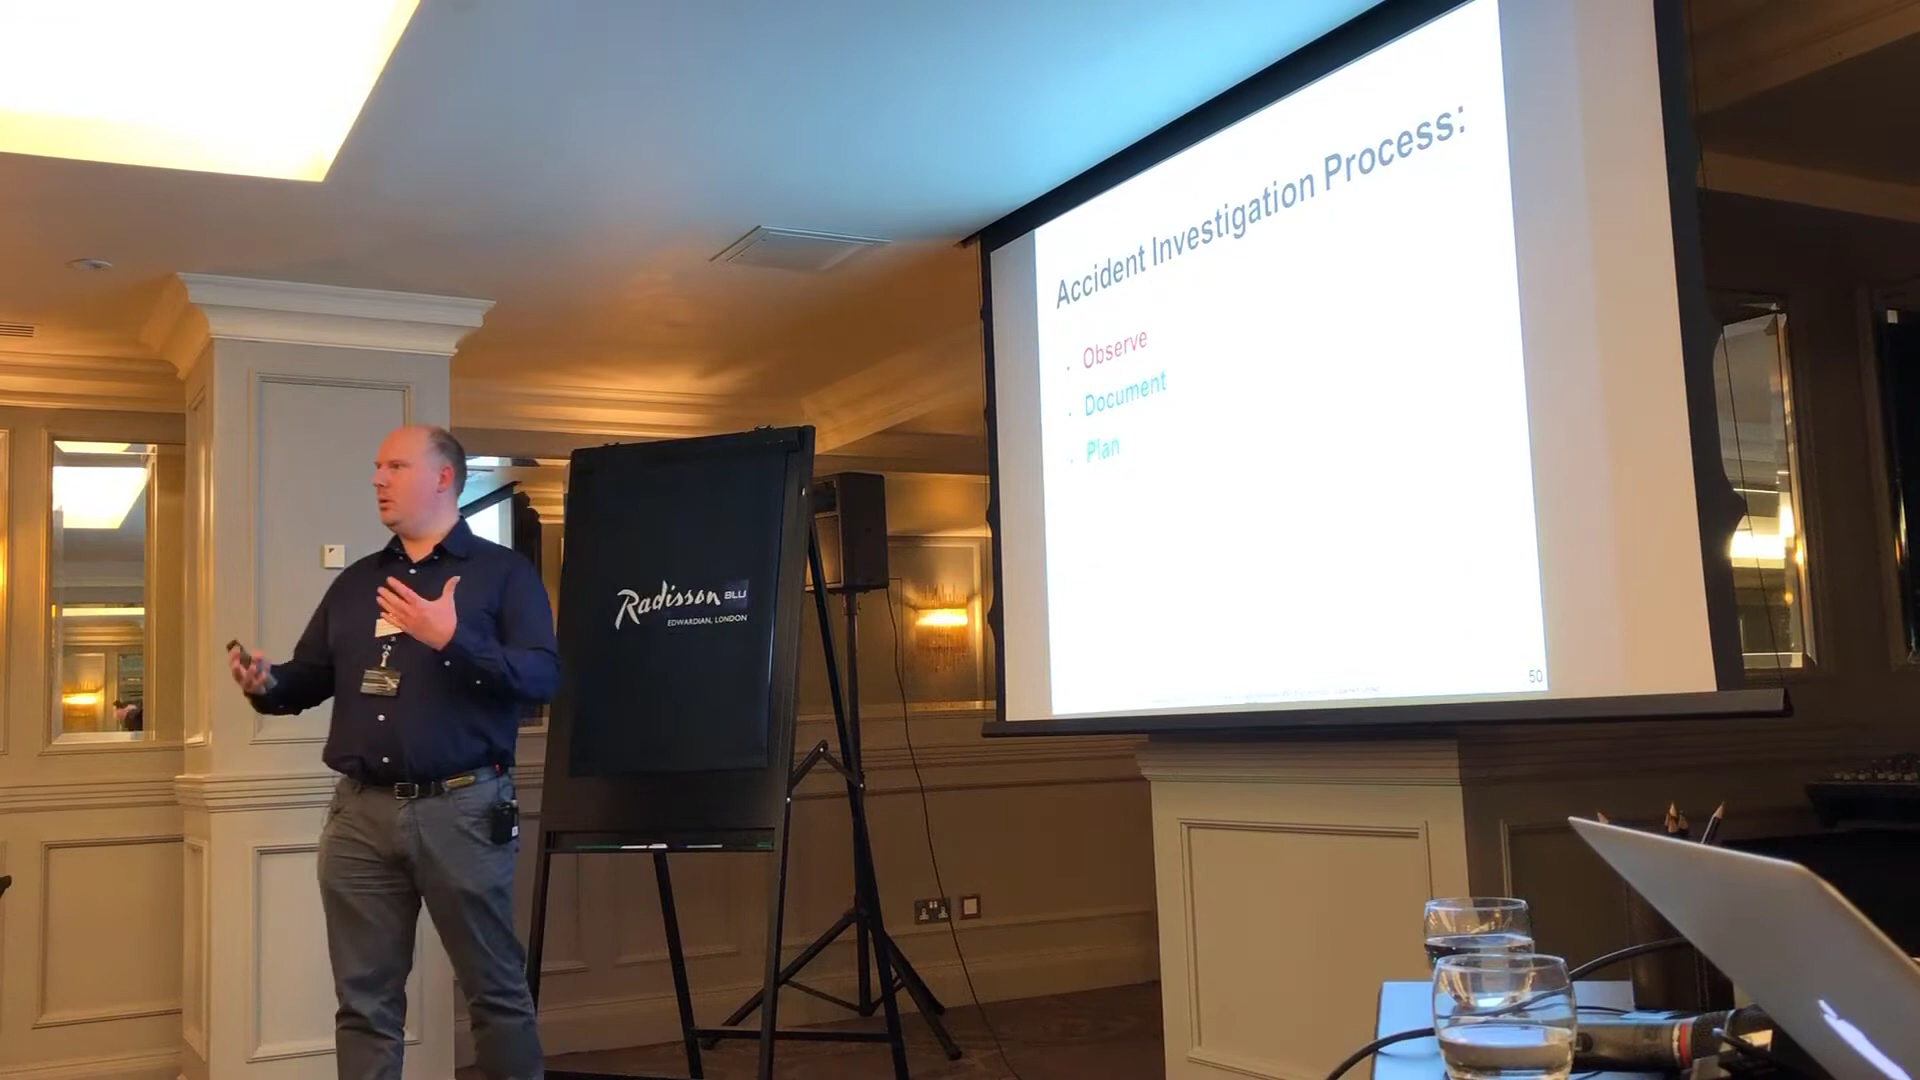 Accident Investigation Process:
Observe
Document
Plan
50
Radisson BLU
EDWARDIAN, LONDON